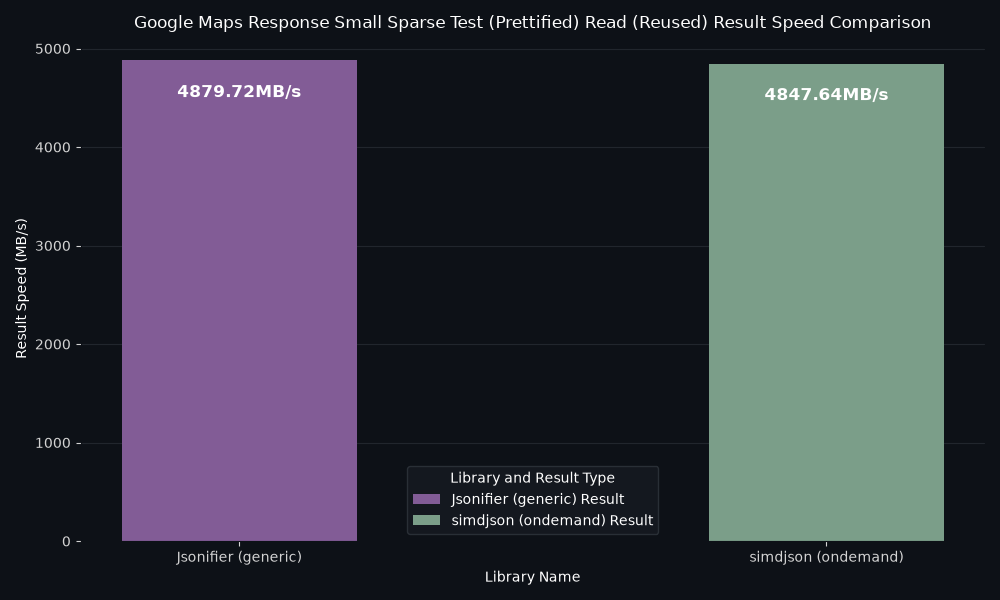 Google Maps Response Small Sparse Test (Prettified) Read (Reused) Result Speed Comparison
5000
4000
3000
2000
1000
0
Result Speed (MB/s)
4879.72MB/s
4847.64MB/s
Library and Result Type
Jsonifier (generic) Result
simdjson (ondemand) Result
Jsonifier (generic)
simdjson (ondemand)
Library Name